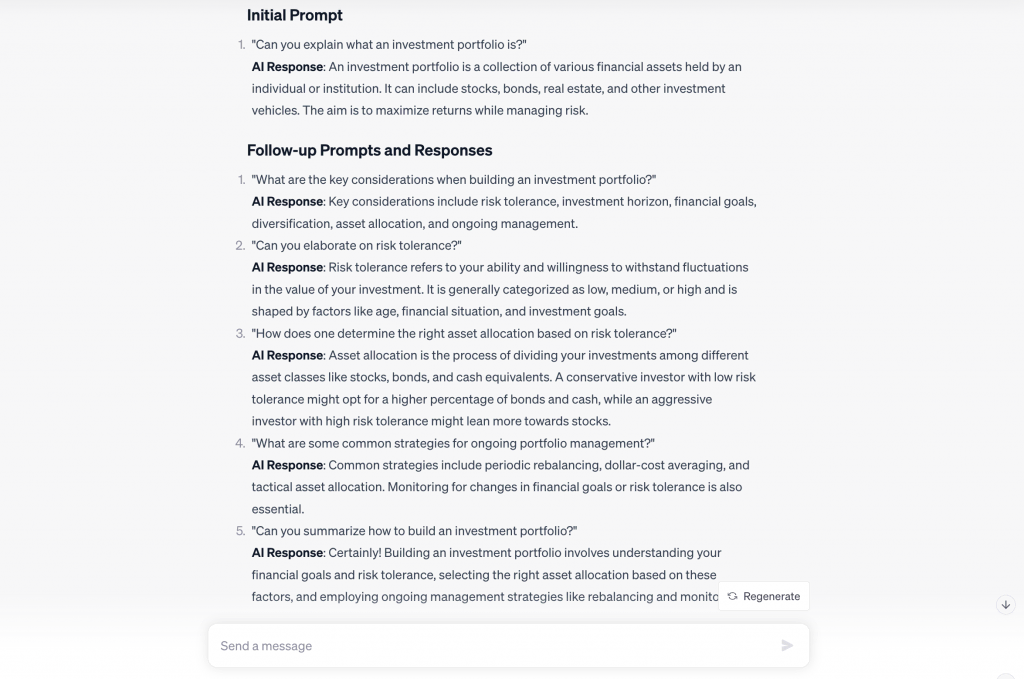 Initial Prompt
1. "Can you explain what an investment portfolio is?"
AI Response: An investment portfolio is a collection of various financial assets held by an
individual or institution. It can include stocks, bonds, real estate, and other investment
vehicles. The aim is to maximize returns while managing risk.
Follow-up Prompts and Responses
1. "What are the key considerations when building an investment portfolio?"
AI Response: Key considerations include risk tolerance, investment horizon, financial goals,
diversification, asset allocation, and ongoing management.
2. "Can you elaborate on risk tolerance?"
AI Response: Risk tolerance refers to your ability and willingness to withstand fluctuations
in the value of your investment. It is generally categorized as low, medium, or high and is
shaped by factors like age, financial situation, and investment goals.
3. "How does one determine the right asset allocation based on risk tolerance?"
AI Response: Asset allocation is the process of dividing your investments among different
asset classes like stocks, bonds, and cash equivalents. A conservative investor with low risk
tolerance might opt for a higher percentage of bonds and cash, while an aggressive
investor with high risk tolerance might lean more towards stocks.
4. "What are some common strategies for ongoing portfolio management?"
AI Response: Common strategies include periodic rebalancing, dollar-cost averaging, and
tactical asset allocation. Monitoring for changes in financial goals or risk tolerance is also
essential.
5. "Can you summarize how to build an investment portfolio?"
AI Response: Certainly! Building an investment portfolio involves understanding your
financial goals and risk tolerance, selecting the right asset allocation based on these
factors, and employing ongoing management strategies like rebalancing and monito
Regenerate
Send a message